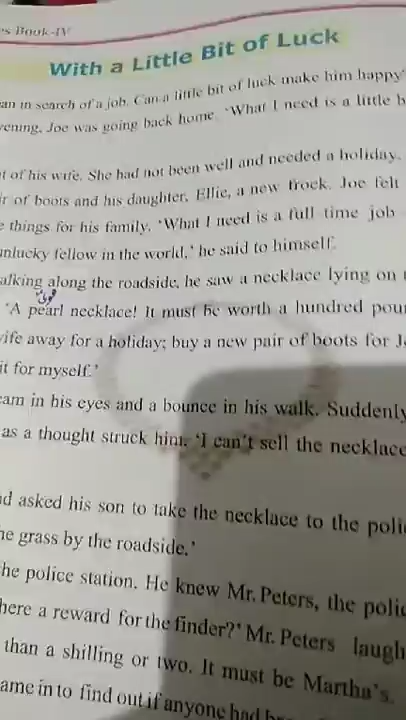 s Book-IV
With a Little Bit of Luck
an in search of a job. Can a little bit of luck make him happy
vening, Joe was going back home. 'What I need is a little b
t of his wife. She had not been well and needed a holiday.
ir of boots and his daughter, Ellie, a new frock. Joe felt
e things for his family. 'What I need is a full time job
unlucky fellow in the world,' he said to himself.
alking along the roadside, he saw a necklace lying on
'A pearl necklace! It must be worth a hundred pou
ife away for a holiday; buy a new pair of boots for J
it for myself.'
eam in his eyes and a bounce in his walk. Suddenly
as a thought struck him. 'I can't sell the necklace
d asked his son to take the necklace to the poli
he grass by the roadside.'
he police station. He knew Mr. Peters, the polic
here a reward for the finder?' Mr. Peters laugh
than a shilling or two. It must be Martha's.
ame in to find out if anyone had